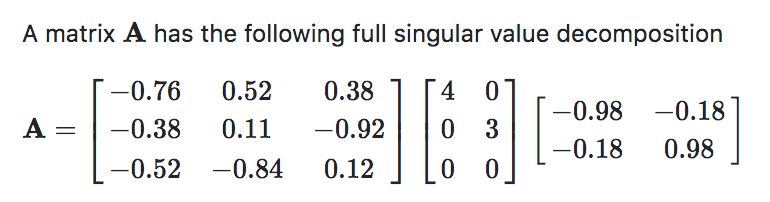 A matrix A has the following full singular value decomposition
−0.76 0.52 0.38 4 0
−0.98 −0.18
A = −0.38 0.11 −0.92 0 3
−0.18 0.98
−0.52 −0.84 0.12 0 0